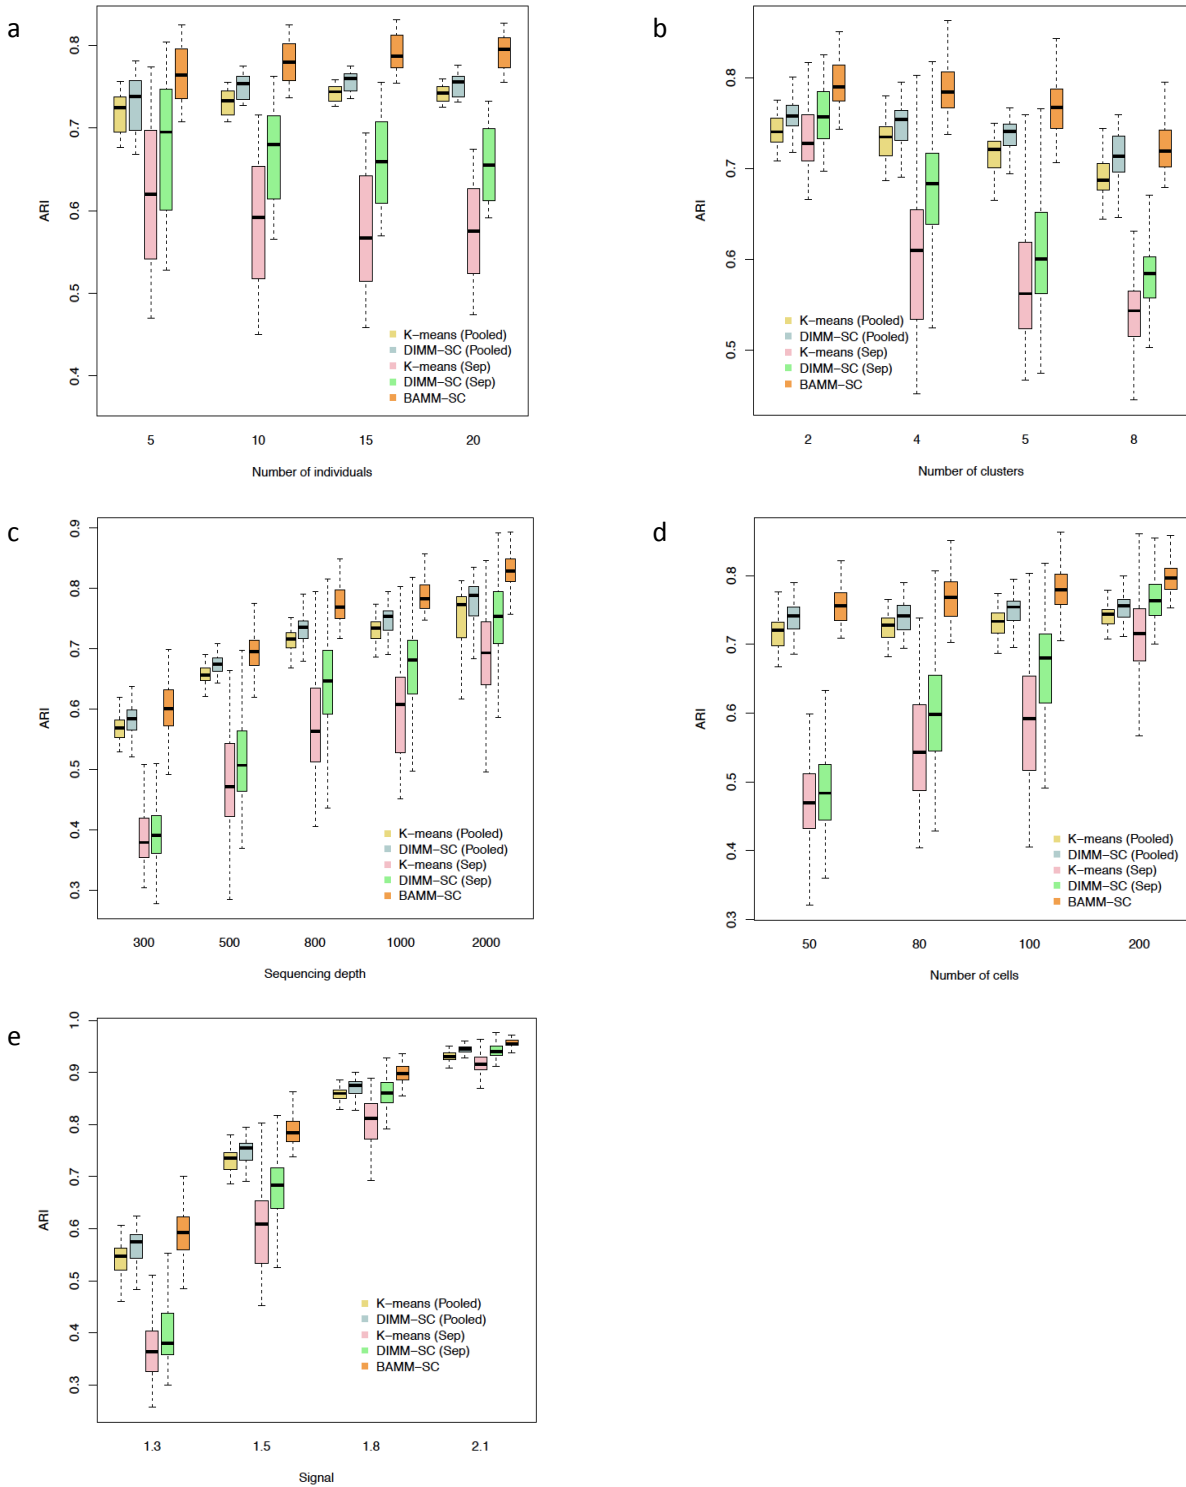 a
0.8
0.7
0.6
0.5
0.4
ARI
K−means (Pooled)
DIMM−SC (Pooled)
K−means (Sep)
DIMM−SC (Sep)
BAMM−SC
5 10 15 20
Number of individuals
b
0.8
0.7
0.6
0.5
ARI
K−means (Pooled)
DIMM−SC (Pooled)
K−means (Sep)
DIMM−SC (Sep)
BAMM−SC
2 4 5 8
Number of clusters
c
0.9
0.8
0.7
0.6
0.5
0.4
0.3
ARI
K−means (Pooled)
DIMM−SC (Pooled)
K−means (Sep)
DIMM−SC (Sep)
BAMM−SC
300 500 800 1000 2000
Sequencing depth
d
0.8
0.7
0.6
0.5
0.4
0.3
ARI
K−means (Pooled)
DIMM−SC (Pooled)
K−means (Sep)
DIMM−SC (Sep)
BAMM−SC
50 80 100 200
Number of cells
e
1.0
0.9
0.8
0.7
0.6
0.5
0.4
0.3
ARI
K−means (Pooled)
DIMM−SC (Pooled)
K−means (Sep)
DIMM−SC (Sep)
BAMM−SC
1.3 1.5 1.8 2.1
Signal